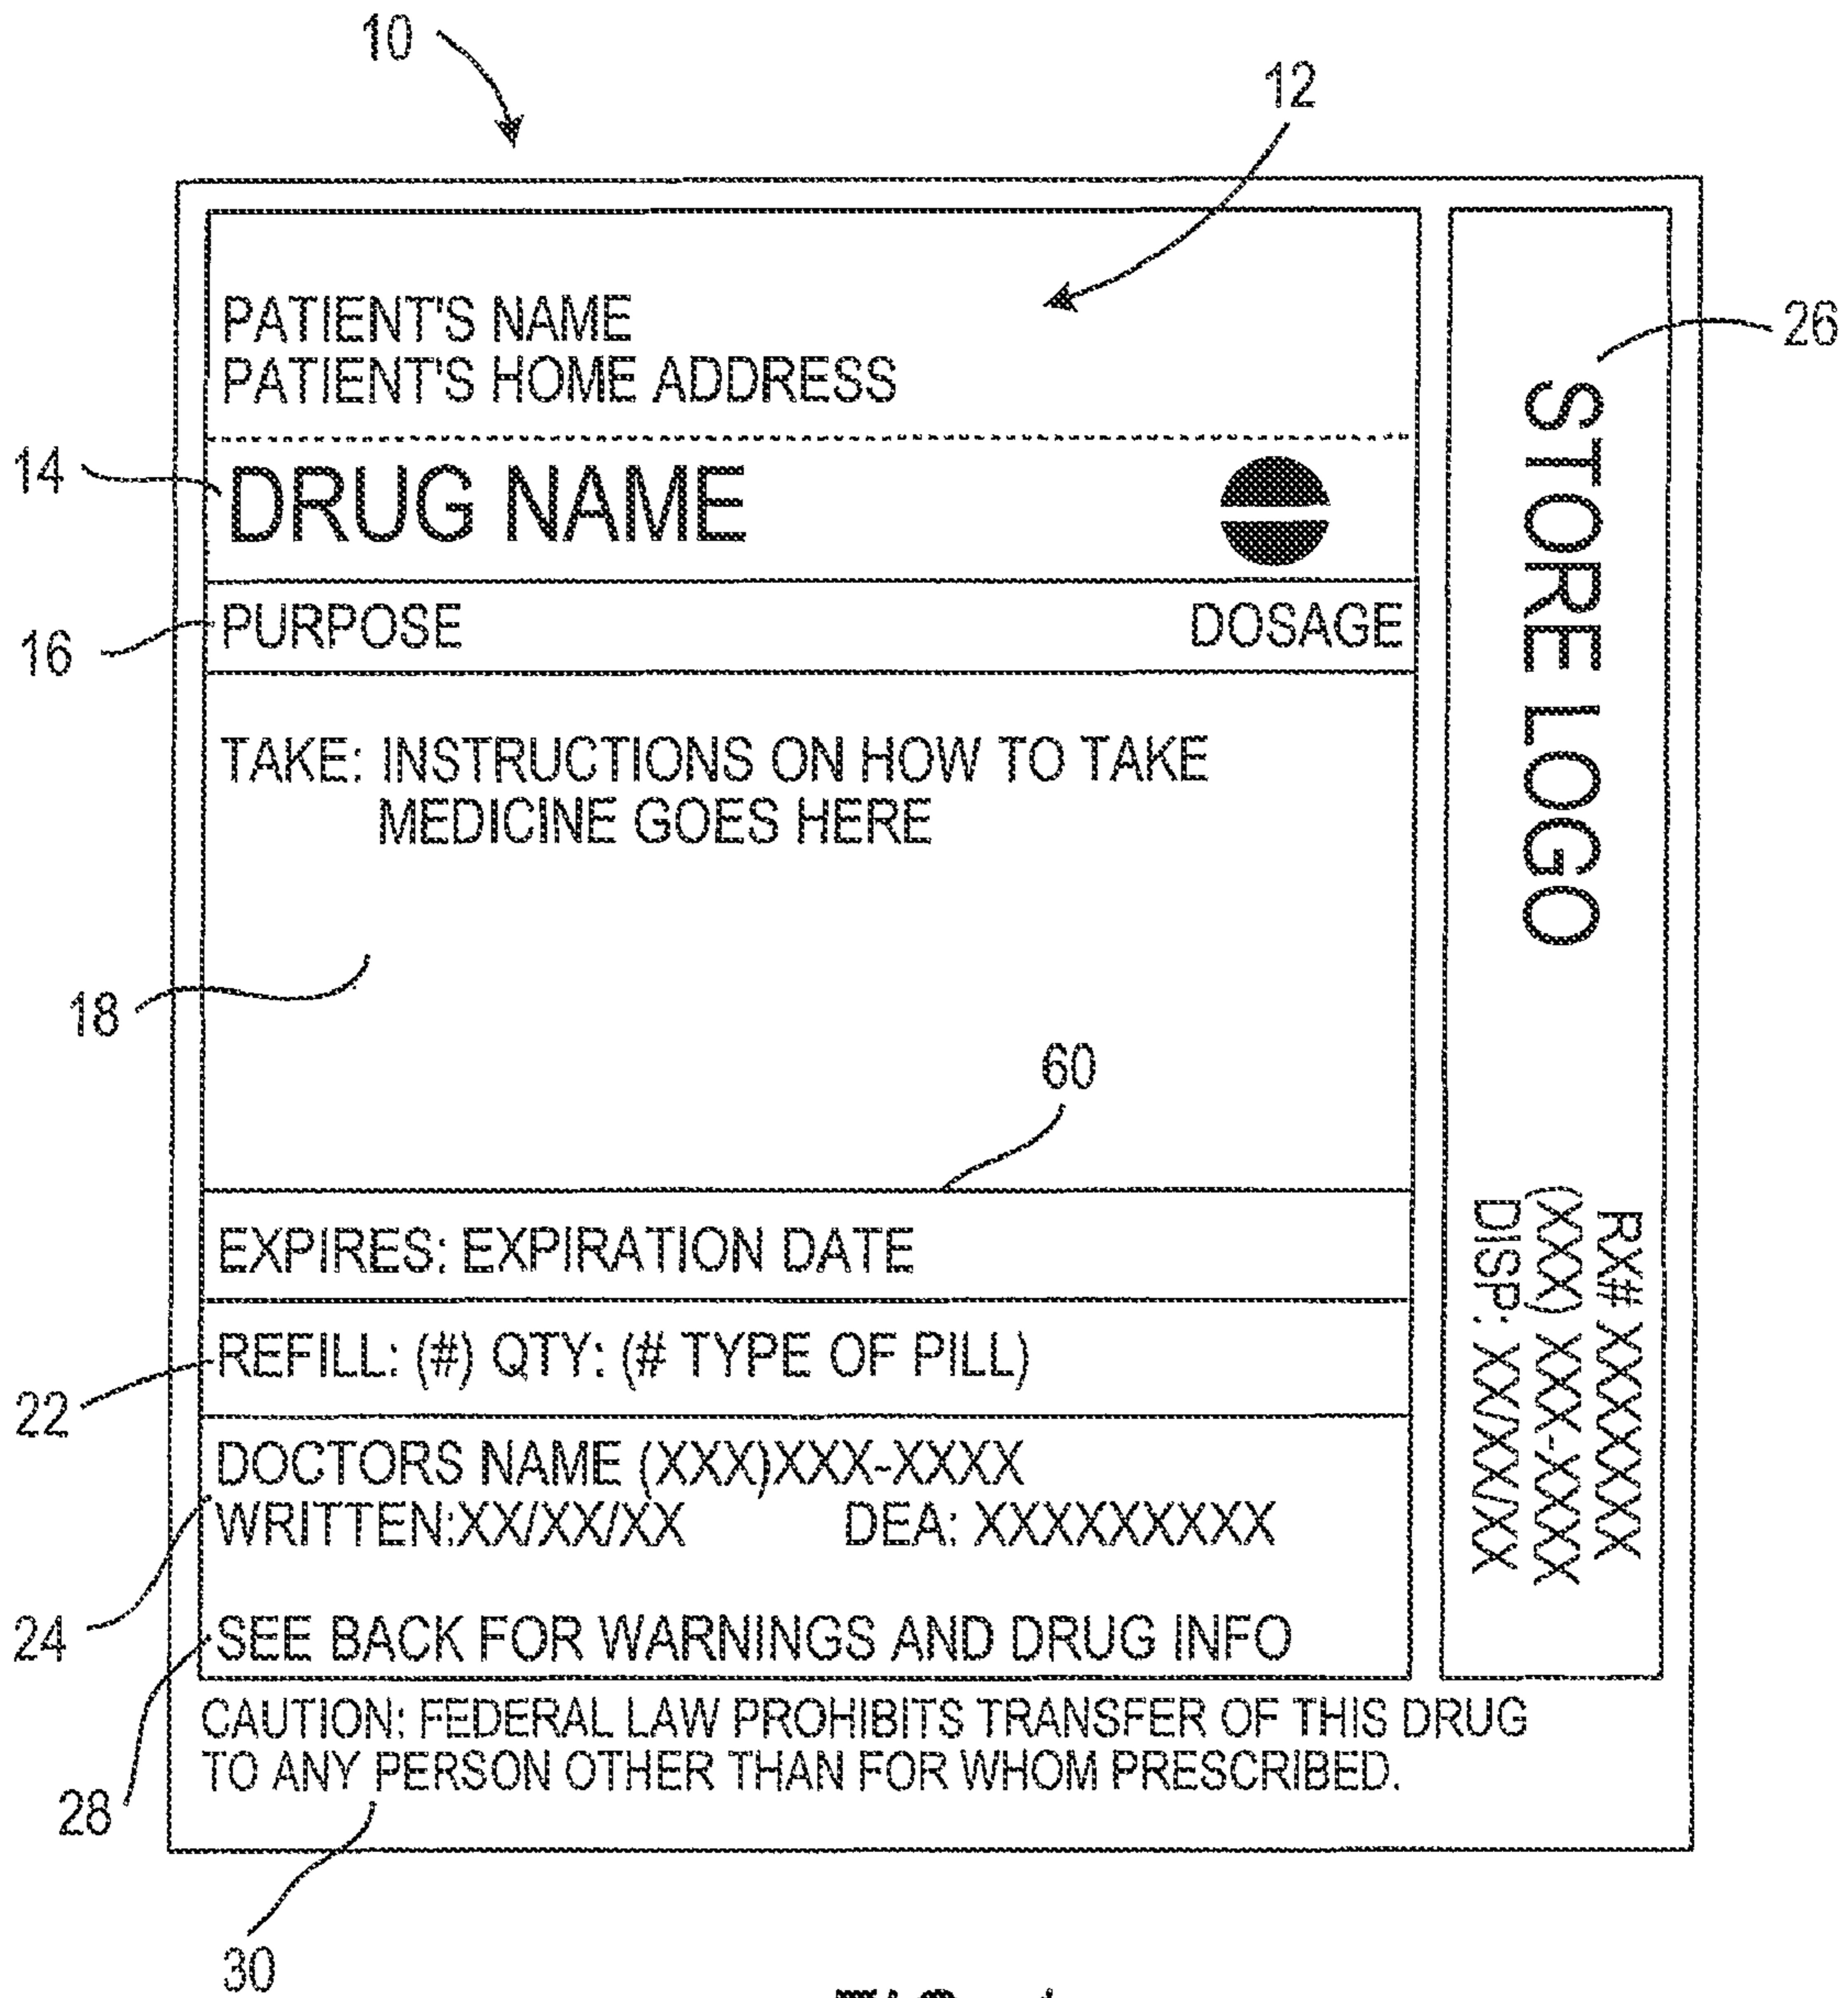 10
12
PATIENT'S NAME
PATIENT'S HOME ADDRESS
26
14
DRUG NAME
16
PURPOSE DOSAGE
TAKE: INSTRUCTIONS ON HOW TO TAKE
MEDICINE GOES HERE
18
60
EXPIRES: EXPIRATION DATE
REFILL: (#) QTY: (# TYPE OF PILL)
22
DOCTORS NAME (XXX)XXX-XXXX
WRITTEN:XX/XX/XX DEA: XXXXXXXXX
24
SEE BACK FOR WARNINGS AND DRUG INFO
28
CAUTION: FEDERAL LAW PROHIBITS TRANSFER OF THIS DRUG
TO ANY PERSON OTHER THAN FOR WHOM PRESCRIBED.
30
STORE LOGO
RX# XXXXXXX
(XXX) XXX-XXXX
DISP: XX/XX/XX